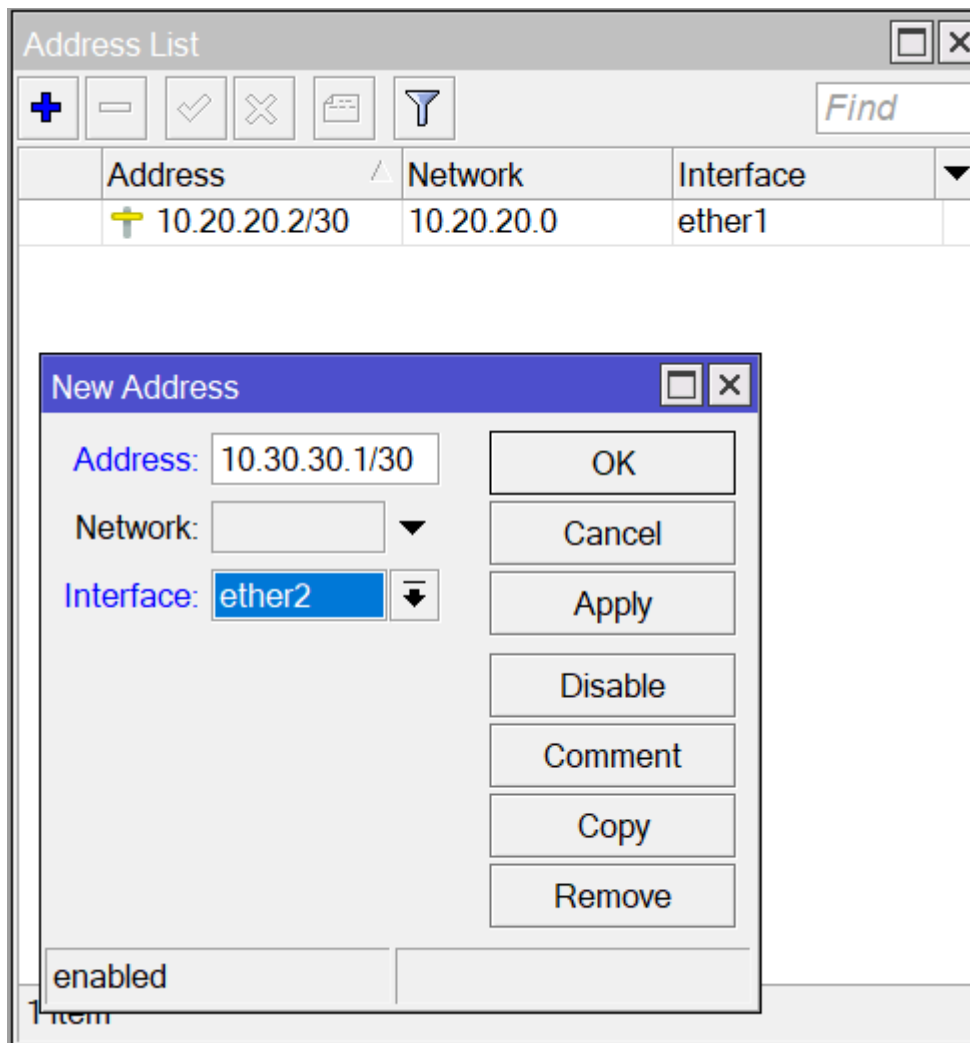 Address List
Find
Address Network Interface
10.20.20.2/30 10.20.20.0 ether1
New Address
Address: 10.30.30.1/30 OK
Network: Cancel
Interface: ether2 Apply
Disable
Comment
Copy
Remove
enabled
1 item